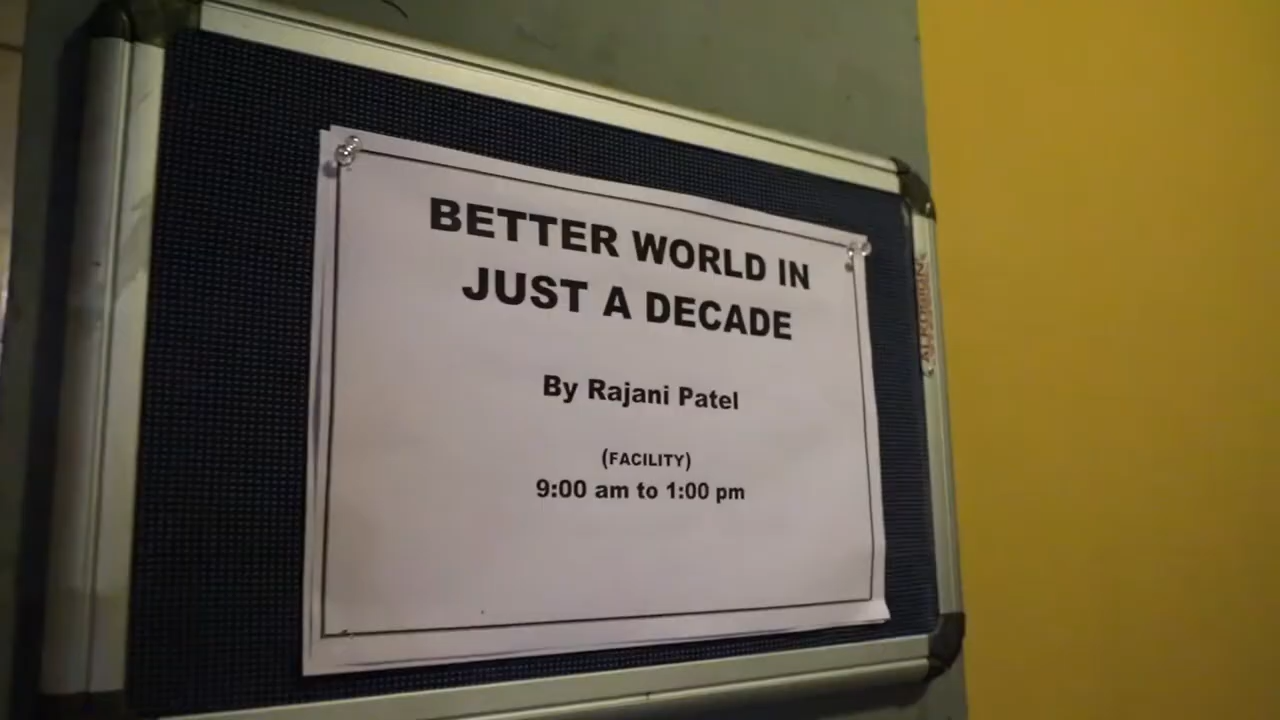 BETTER WORLD IN
JUST A DECADE
By Rajani Patel
(FACILITY)
9:00 am to 1:00 pm